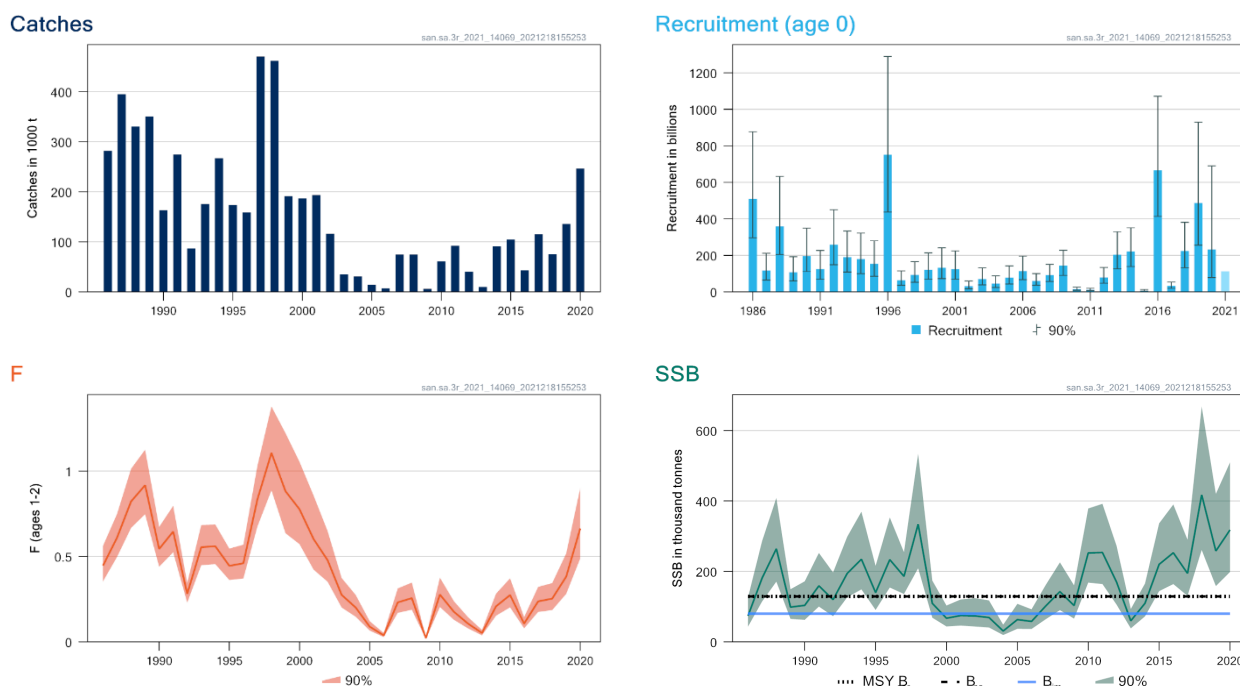 Catches
san.sa.3r_2021_14069_2021218155253
Catches in 1000 t
400
300
200
100
0
1990 1995 2000 2005 2010 2015 2020
Recruitment (age 0)
san.sa.3r_2021_14069_2021218155253
Recruitment in billions
1200
1000
800
600
400
200
0
1986 1991 1996 2001 2006 2011 2016 2021
Recruitment 90%
F
san.sa.3r_2021_14069_2021218155253
F (ages 1-2)
1
0.5
0
1990 1995 2000 2005 2010 2015 2020
90%
SSB
san.sa.3r_2021_14069_2021218155253
SSB in thousand tonnes
600
400
200
0
1990 1995 2000 2005 2010 2015 2020
MSY B B B 90%